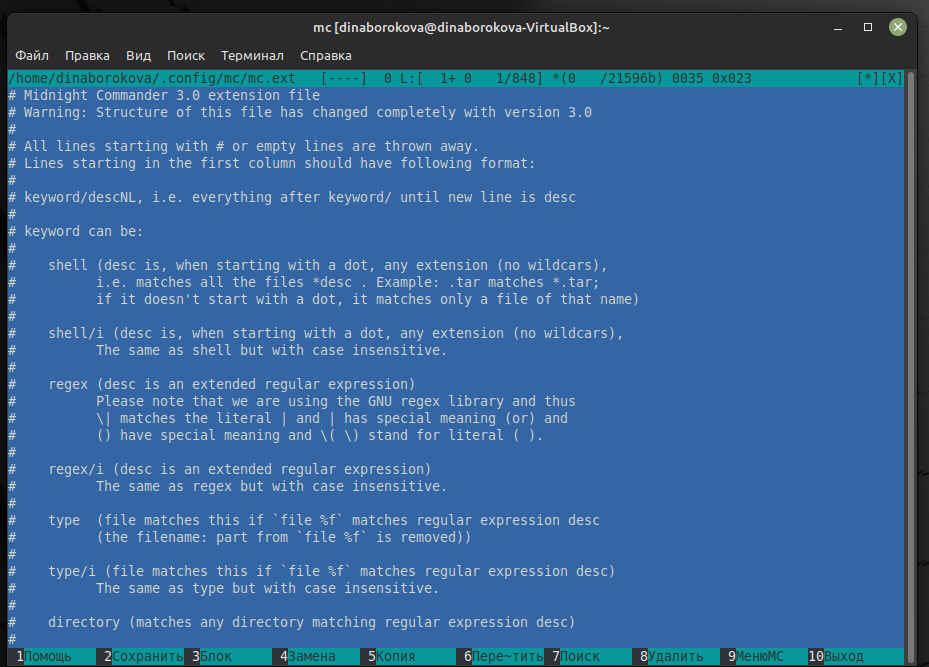 mc [dinaborokova@dinaborokova-VirtualBox]:~
Файл Правка Вид Поиск Терминал Справка
/home/dinaborokova/.config/mc/mc.ext [----] 0 L:[ 1+ 0 1/848] *(0 /21596b) 0035 0x023 [*][X]
# Midnight Commander 3.0 extension file
# Warning: Structure of this file has changed completely with version 3.0
#
# All lines starting with # or empty lines are thrown away.
# Lines starting in the first column should have following format:
#
# keyword/descNL, i.e. everything after keyword/ until new line is desc
#
# keyword can be:
#
# shell (desc is, when starting with a dot, any extension (no wildcars),
# i.e. matches all the files *desc . Example: .tar matches *.tar;
# if it doesn't start with a dot, it matches only a file of that name)
#
# shell/i (desc is, when starting with a dot, any extension (no wildcars),
# The same as shell but with case insensitive.
#
# regex (desc is an extended regular expression)
# Please note that we are using the GNU regex library and thus
# \| matches the literal | and | has special meaning (or) and
# () have special meaning and \( \) stand for literal ( ).
#
# regex/i (desc is an extended regular expression)
# The same as regex but with case insensitive.
#
# type (file matches this if `file %f` matches regular expression desc
# (the filename: part from `file %f` is removed))
#
# type/i (file matches this if `file %f` matches regular expression desc)
# The same as type but with case insensitive.
#
# directory (matches any directory matching regular expression desc)
#
1Помощь 2Сохранить 3Блок 4Замена 5Копия 6Пере~тить 7Поиск 8Удалить 9МенюMC 10Выход